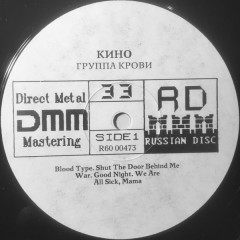 КИНО
ГРУППА КРОВИ
Direct Metal
DMM
Mastering
33
SIDE 1
R60 00473
RD
RUSSIAN DISC
Blood Type. Shut The Door Behind Me
War. Good Night. We Are
All Sick, Mama